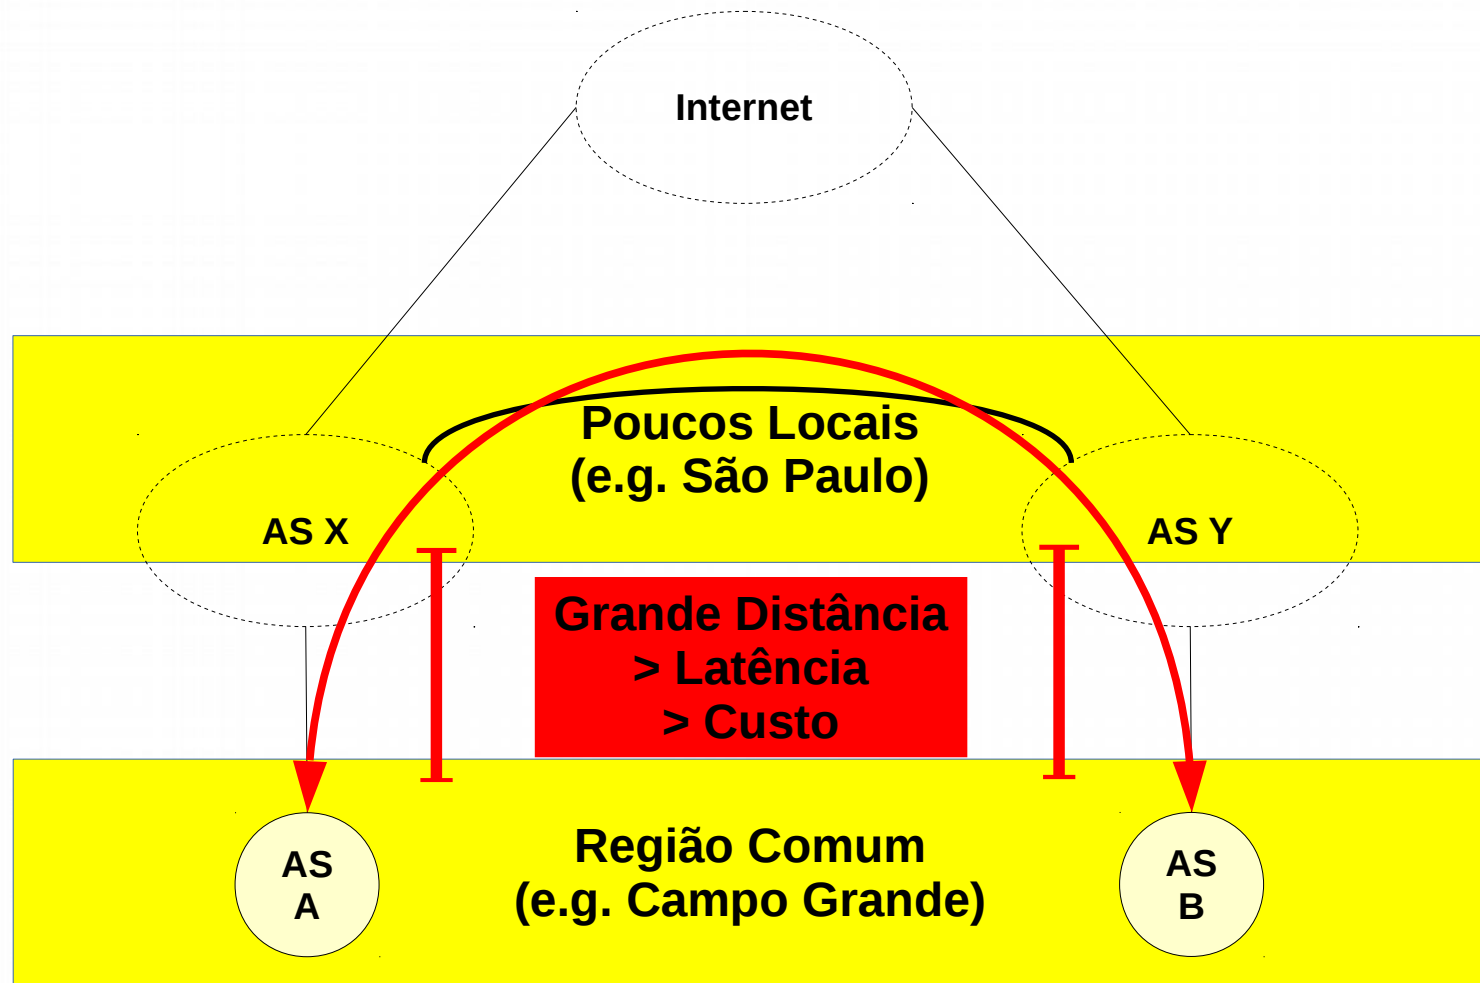 Internet
Poucos Locais
(e.g. São Paulo)
AS X
AS Y
Grande Distância
> Latência
> Custo
Região Comum
(e.g. Campo Grande)
AS
A
AS
B